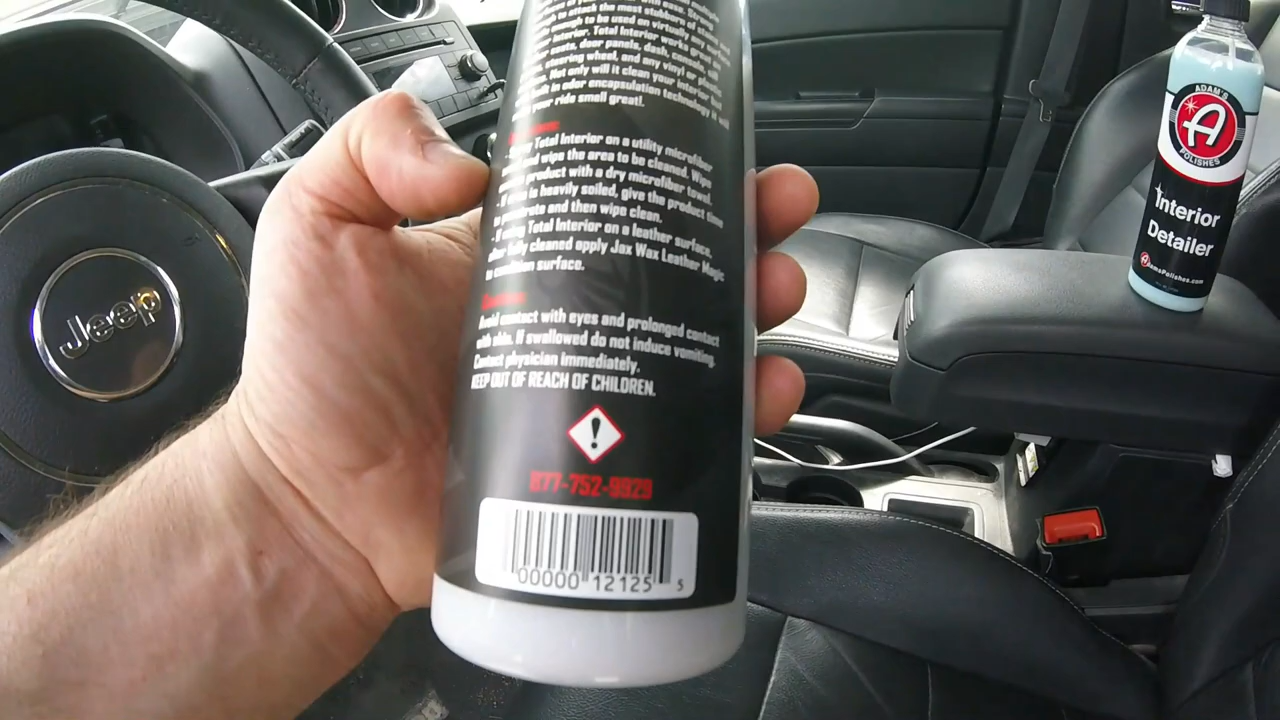 Total Interior works great
seats, door panels, dash,
steering wheel, and any vinyl or
Not only will it clean your interior
in odor encapsulation technology it will
your ride smell great!
Total Interior on a utility microfiber
and wipe the area to be cleaned. Wipe
product with a dry microfiber towel.
is heavily soiled, give the product time
to penetrate and then wipe clean.
- If using Total Interior on a leather surface,
after fully cleaned apply Jax Wax Leather Magic
to surface.
Avoid contact with eyes and prolonged contact
with skin. If swallowed do not induce vomiting.
Contact physician immediately.
KEEP OUT OF REACH OF CHILDREN.
!
877-752-9929
00000 12125 5
Jeep
ADAM'S
A
POLISHES
Interior
Detailer
AdamsPolishes.com